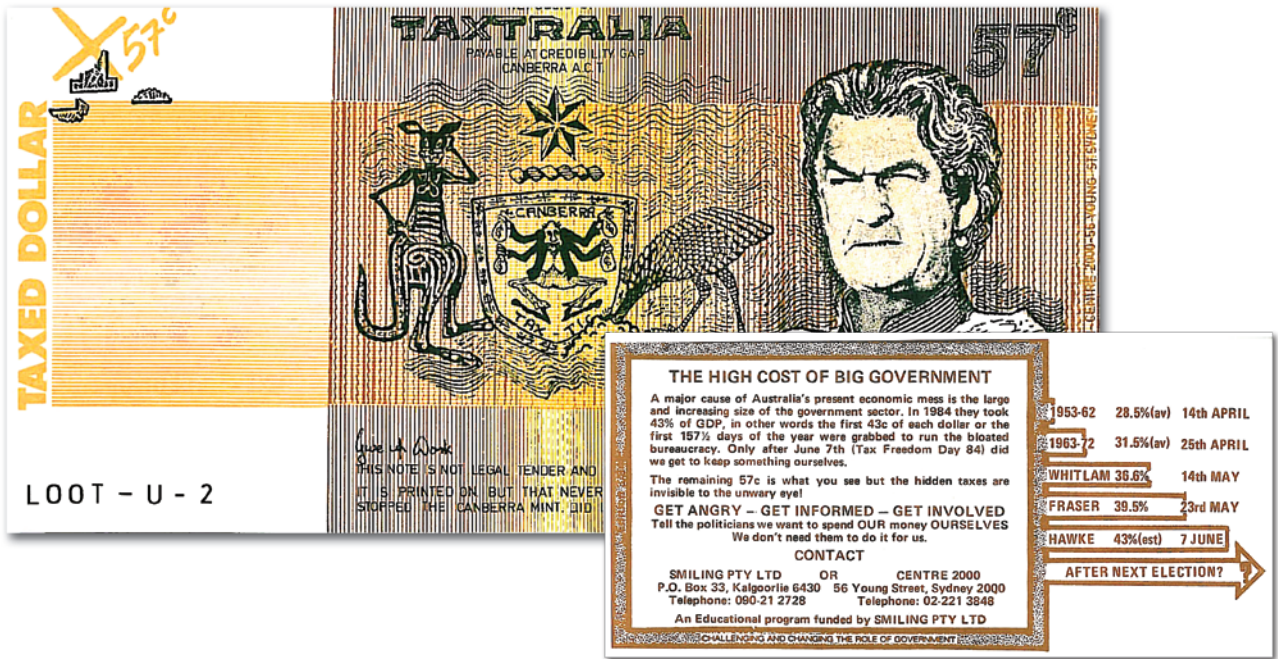 57c
TAXED DOLLAR
TAXTRALIA
PAYABLE AT CREDIBILITY GAP
CANBERRA A.C.T.
57c
CANBERRA
TAX -
CENTRE-2000-56-YOUNG-ST.SYDNEY
THIS NOTE IS NOT LEGAL TENDER AND
IT IS PRINTED ON, BUT THAT NEVER
STOPPED THE CANBERRA MINT. DID
LOOT - U - 2
THE HIGH COST OF BIG GOVERNMENT
A major cause of Australia's present economic mess is the large
and increasing size of the government sector. In 1984 they took
43% of GDP, in other words the first 43c of each dollar or the
first 157½ days of the year were grabbed to run the bloated
bureaucracy. Only after June 7th (Tax Freedom Day 84) did
we get to keep something ourselves.
The remaining 57c is what you see but the hidden taxes are
invisible to the unwary eye!
GET ANGRY – GET INFORMED – GET INVOLVED
Tell the politicians we want to spend OUR money OURSELVES
We don't need them to do it for us.
CONTACT
SMILING PTY LTD OR CENTRE 2000
P.O. Box 33, Kalgoorlie 6430 56 Young Street, Sydney 2000
Telephone: 090-21 2728 Telephone: 02-221 3848
An Educational program funded by SMILING PTY LTD
CHALLENGING AND CHANGING THE ROLE OF GOVERNMENT
1953-62 28.5%(av) 14th APRIL
1963-72 31.5%(av) 25th APRIL
WHITLAM 36.6% 14th MAY
FRASER 39.5% 23rd MAY
HAWKE 43%(est) 7 JUNE
AFTER NEXT ELECTION? ?